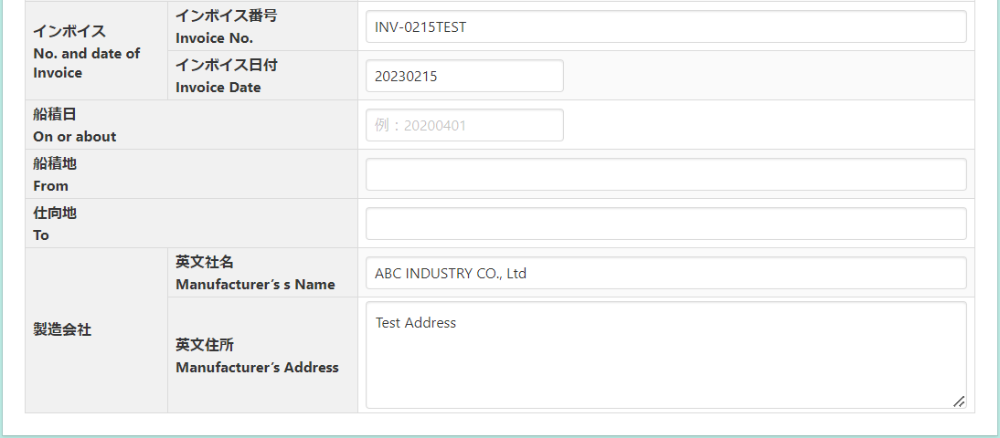 インボイス
No. and date of
Invoice
インボイス番号
Invoice No.
INV-0215TEST
インボイス日付
Invoice Date
20230215
船積日
On or about
例：20200401
船積地
From
仕向地
To
製造会社
英文社名
Manufacturer's s Name
ABC INDUSTRY CO., Ltd
英文住所
Manufacturer's Address
Test Address